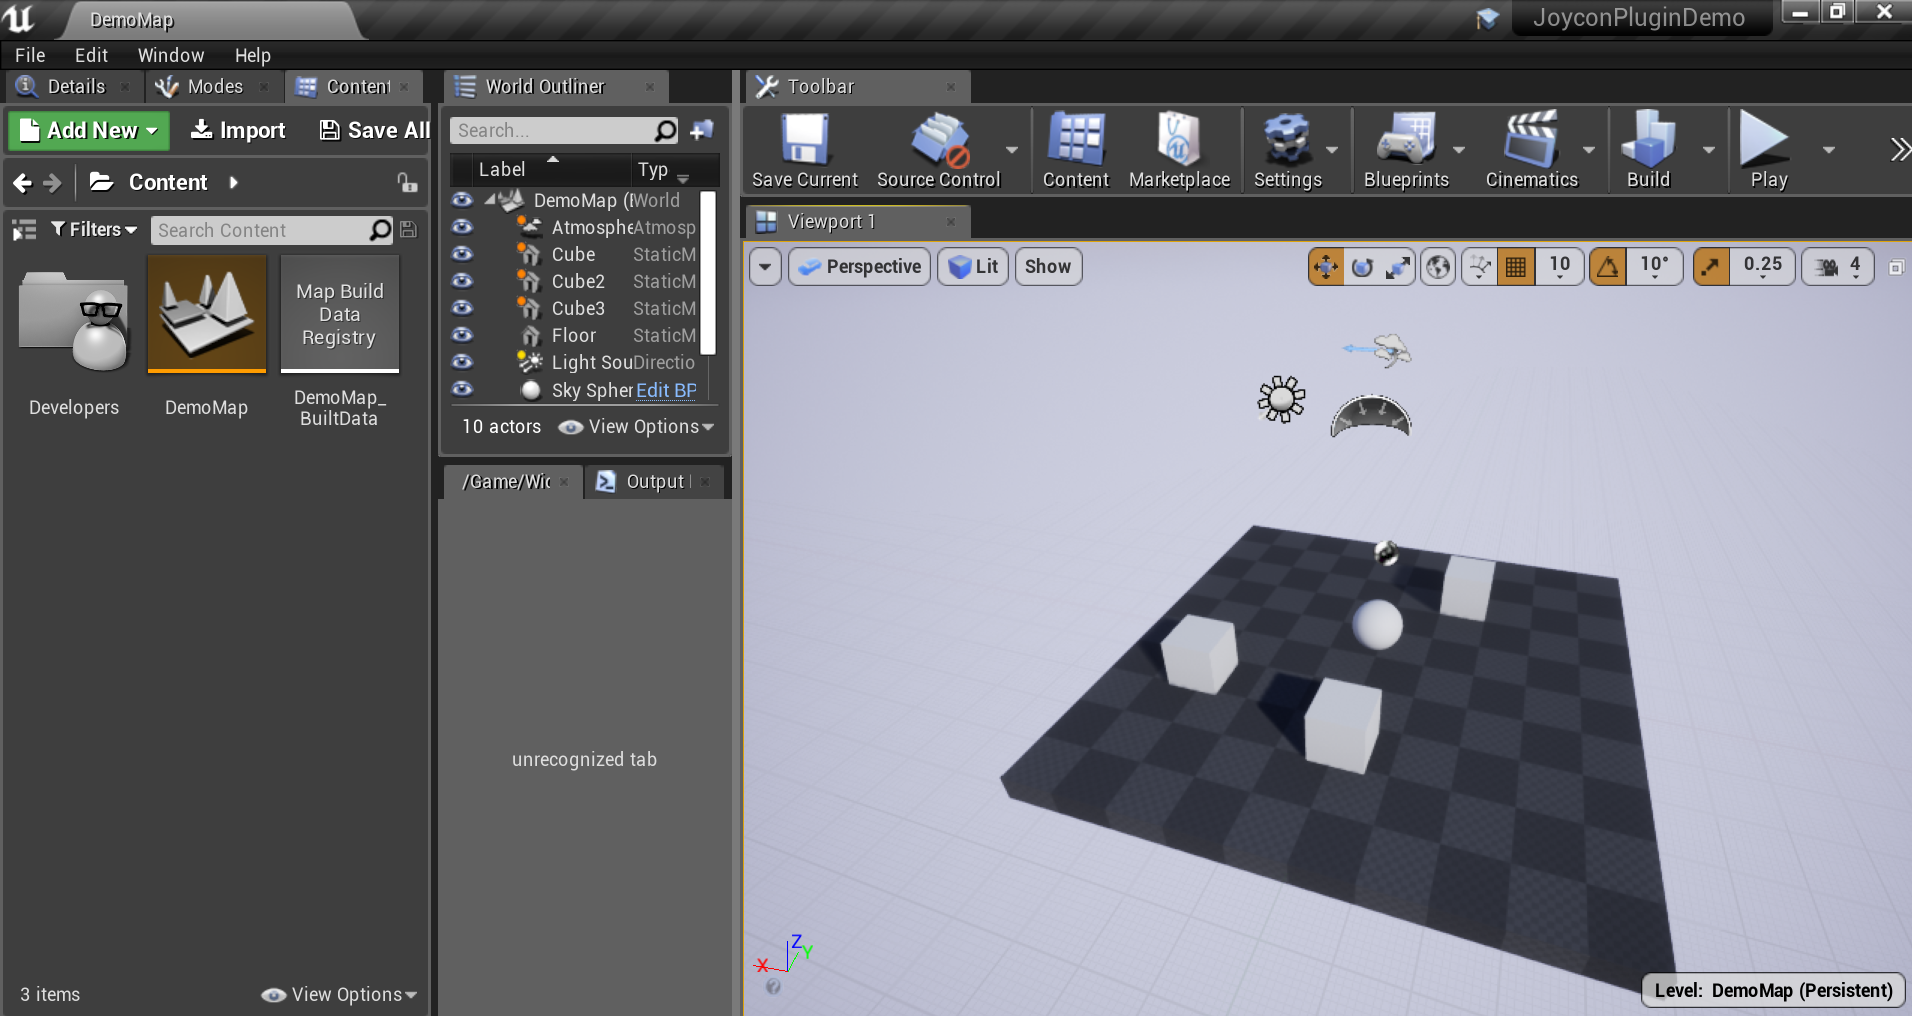 DemoMap
JoyconPluginDemo
File Edit Window Help
Details Modes Content
Add New Import Save All
Content
Filters Search Content
Map Build
Data
Registry
Developers
DemoMap
DemoMap_
BuiltData
3 items View Options
World Outliner
Search...
Label Typ
DemoMap ( World
Atmosphe Atmosp
Cube StaticM
Cube2 StaticM
Cube3 StaticM
Floor StaticM
Light Sou Directio
Sky Spher Edit BP
10 actors View Options
/Game/Wic Output
unrecognized tab
Toolbar
Save Current Source Control Content Marketplace Settings Blueprints Cinematics Build Play
Viewport 1
Perspective Lit Show 10 10° 0.25 4
Z
Y
X
Level: DemoMap (Persistent)